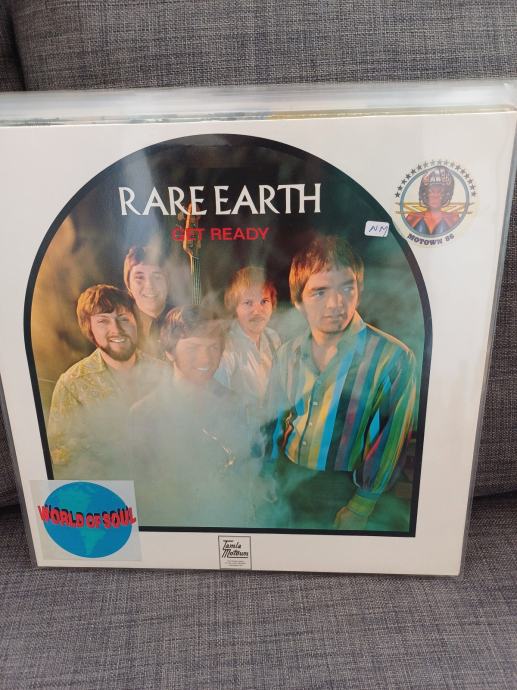 RARE EARTH
GET READY
NM
MOTOWN 86
WORLD OF SOUL
Tamla
Motown